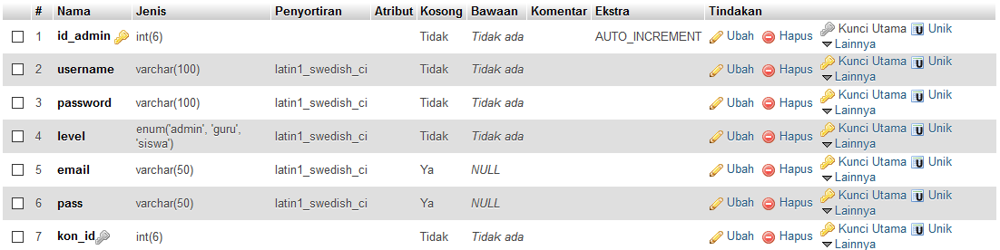 # Nama Jenis Penyortiran Atribut Kosong Bawaan Komentar Ekstra Tindakan
1 id_admin int(6) Tidak Tidak ada AUTO_INCREMENT Ubah Hapus Kunci Utama Unik
Lainnya
2 username varchar(100) latin1_swedish_ci Tidak Tidak ada Ubah Hapus Kunci Utama Unik
Lainnya
3 password varchar(100) latin1_swedish_ci Tidak Tidak ada Ubah Hapus Kunci Utama Unik
Lainnya
4 level enum('admin', 'guru', 'siswa') latin1_swedish_ci Tidak Tidak ada Ubah Hapus Kunci Utama Unik
Lainnya
5 email varchar(50) latin1_swedish_ci Ya NULL Ubah Hapus Kunci Utama Unik
Lainnya
6 pass varchar(50) latin1_swedish_ci Ya NULL Ubah Hapus Kunci Utama Unik
Lainnya
7 kon_id int(6) Tidak Tidak ada Ubah Hapus Kunci Utama Unik
Lainnya